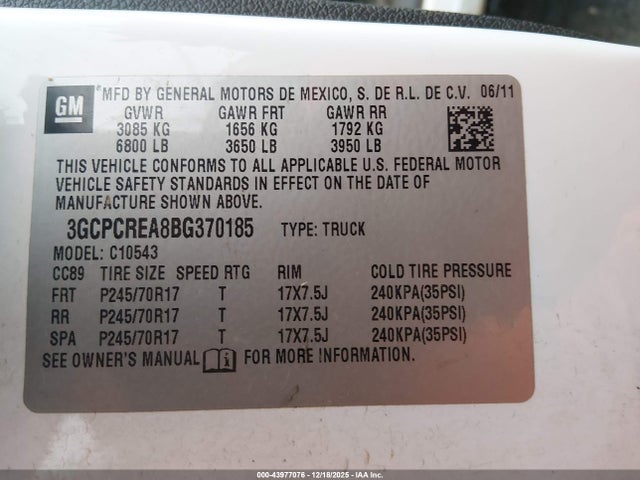 GM
*MFD BY GENERAL MOTORS DE MEXICO, S. DE R.L. DE C.V. 06/11
GVWR GAWR FRT GAWR RR
3085 KG 1656 KG 1792 KG
6800 LB 3650 LB 3950 LB
THIS VEHICLE CONFORMS TO ALL APPLICABLE U.S. FEDERAL MOTOR
VEHICLE SAFETY STANDARDS IN EFFECT ON THE DATE OF
MANUFACTURE SHOWN ABOVE.
3GCPCREA8BG370185 TYPE: TRUCK
MODEL: C10543
CC89 TIRE SIZE SPEED RTG RIM COLD TIRE PRESSURE
FRT P245/70R17 T 17X7.5J 240KPA(35PSI)
RR P245/70R17 T 17X7.5J 240KPA(35PSI)
SPA P245/70R17 T 17X7.5J 240KPA(35PSI)
SEE OWNER'S MANUAL FOR MORE INFORMATION.
000-43977076 • 12/18/2025 • IAA Inc.